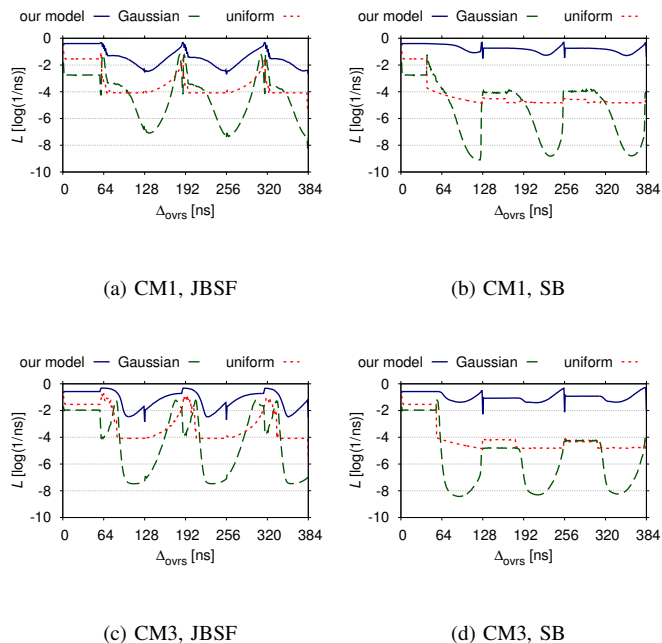 our model Gaussian uniform
our model Gaussian uniform
0
-2
-4
-6
-8
-10
L [log(1/ns)]
0 64 128 192 256 320 384
Δovrs [ns]
0
-2
-4
-6
-8
-10
L [log(1/ns)]
0 64 128 192 256 320 384
Δovrs [ns]
(a) CM1, JBSF
(b) CM1, SB
our model Gaussian uniform
our model Gaussian uniform
0
-2
-4
-6
-8
-10
L [log(1/ns)]
0 64 128 192 256 320 384
Δovrs [ns]
0
-2
-4
-6
-8
-10
L [log(1/ns)]
0 64 128 192 256 320 384
Δovrs [ns]
(c) CM3, JBSF
(d) CM3, SB